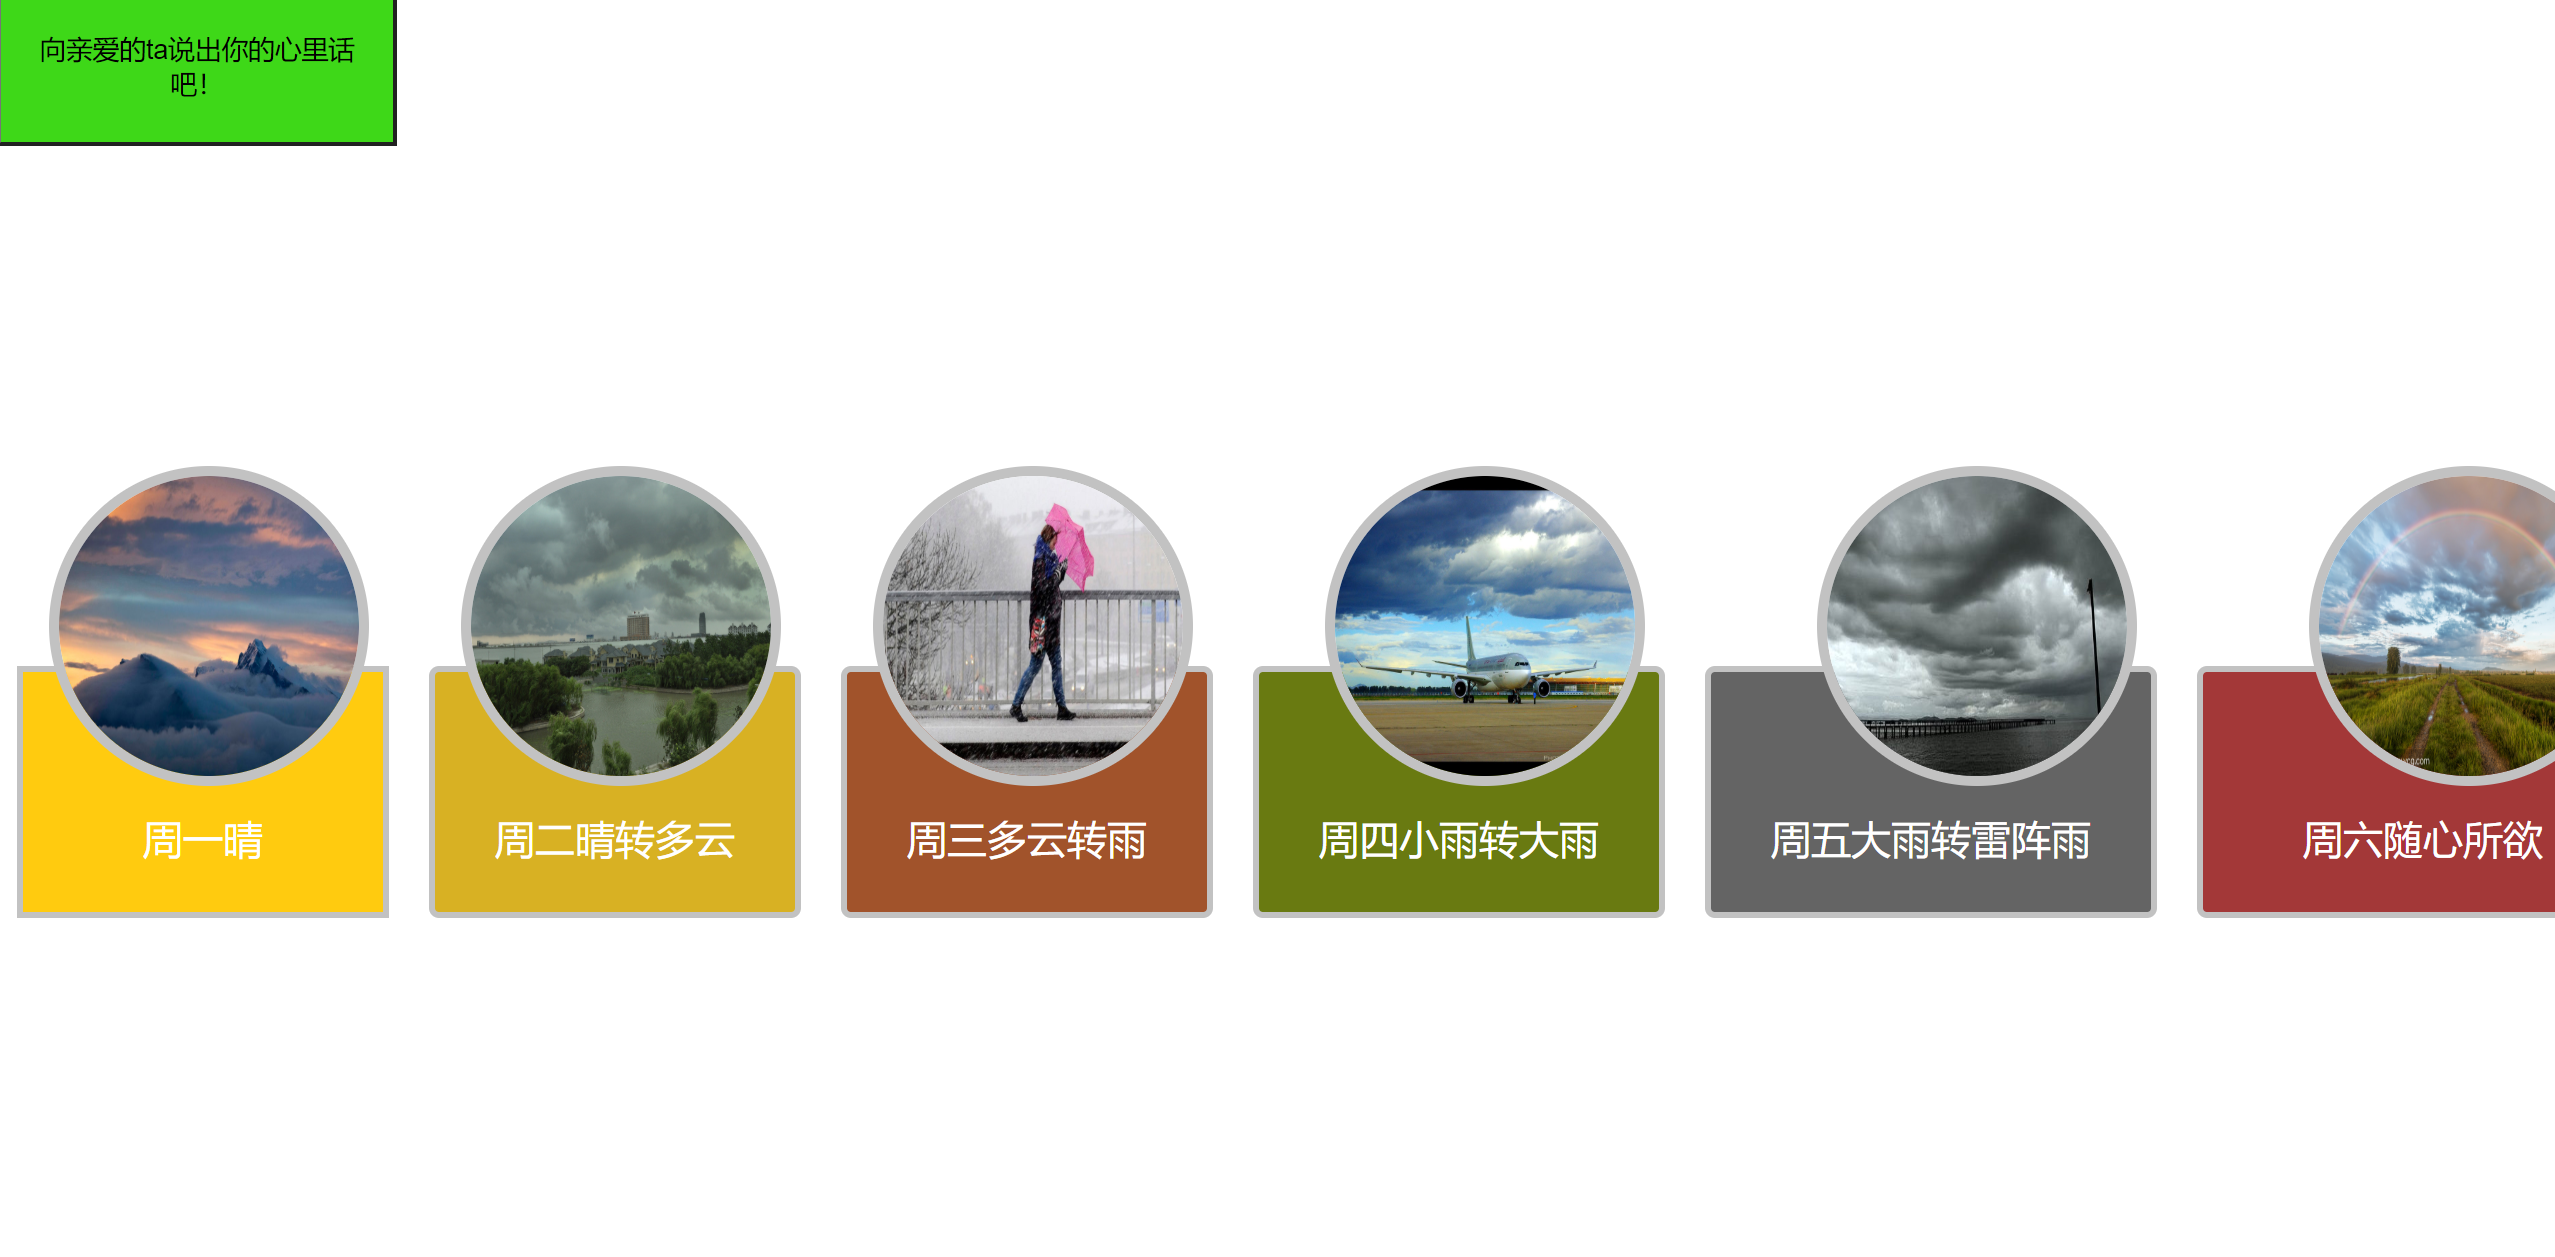 向亲爱的ta说出你的心里话
吧！
周一晴
周二晴转多云
周三多云转雨
周四小雨转大雨
周五大雨转雷阵雨
周六随心所欲